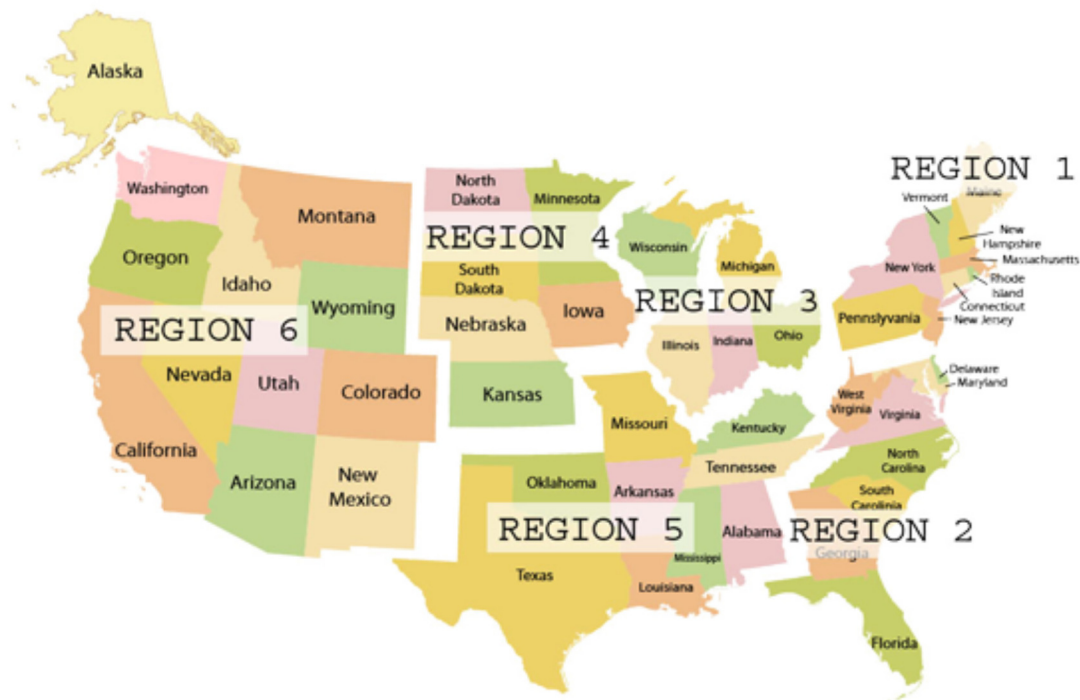 Alaska
Washington
Montana
Oregon
Idaho
Wyoming
REGION 6
Nevada
Utah
Colorado
California
Arizona
New
Mexico
North
Dakota
Minnesota
REGION 4
South
Dakota
Nebraska
Iowa
Kansas
Wisconsin
Michigan
REGION 3
Illinois
Indiana
Ohio
REGION 1
Maine
Vermont
New
Hampshire
Massachusetts
New York
Rhode
Island
Connecticut
New Jersey
Pennslyvania
Delaware
Maryland
West
Virginia
Virginia
North
Carolina
South
Carolinia
REGION 2
Georgia
Florida
Missouri
Kentucky
Tennessee
Oklahoma
Arkansas
REGION 5
Alabama
Mississippi
Texas
Louisiana